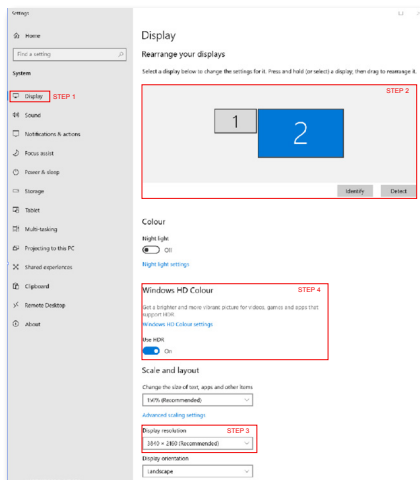 Settings
Home
Find a setting
System
Display STEP 1
Sound
Notifications & actions
Focus assist
Power & sleep
Storage
Tablet
Multi-tasking
Projecting to this PC
Shared experiences
Clipboard
Remote Desktop
About
Display
Rearrange your displays
Select a display below to change the settings for it. Press and hold (or select) a display, then drag to rearrange it.
STEP 2
1 2
Identify Detect
Colour
Night light
Off
Night light settings
Windows HD Colour STEP 4
Get a brighter and more vibrant picture for videos, games and apps that
support HDR.
Windows HD Colour settings
Use HDR
On
Scale and layout
Change the size of text, apps and other items
(Recommended)
Advanced scaling settings
Display resolution STEP 3
3840 × 2160 (Recommended)
Display orientation
Landscape